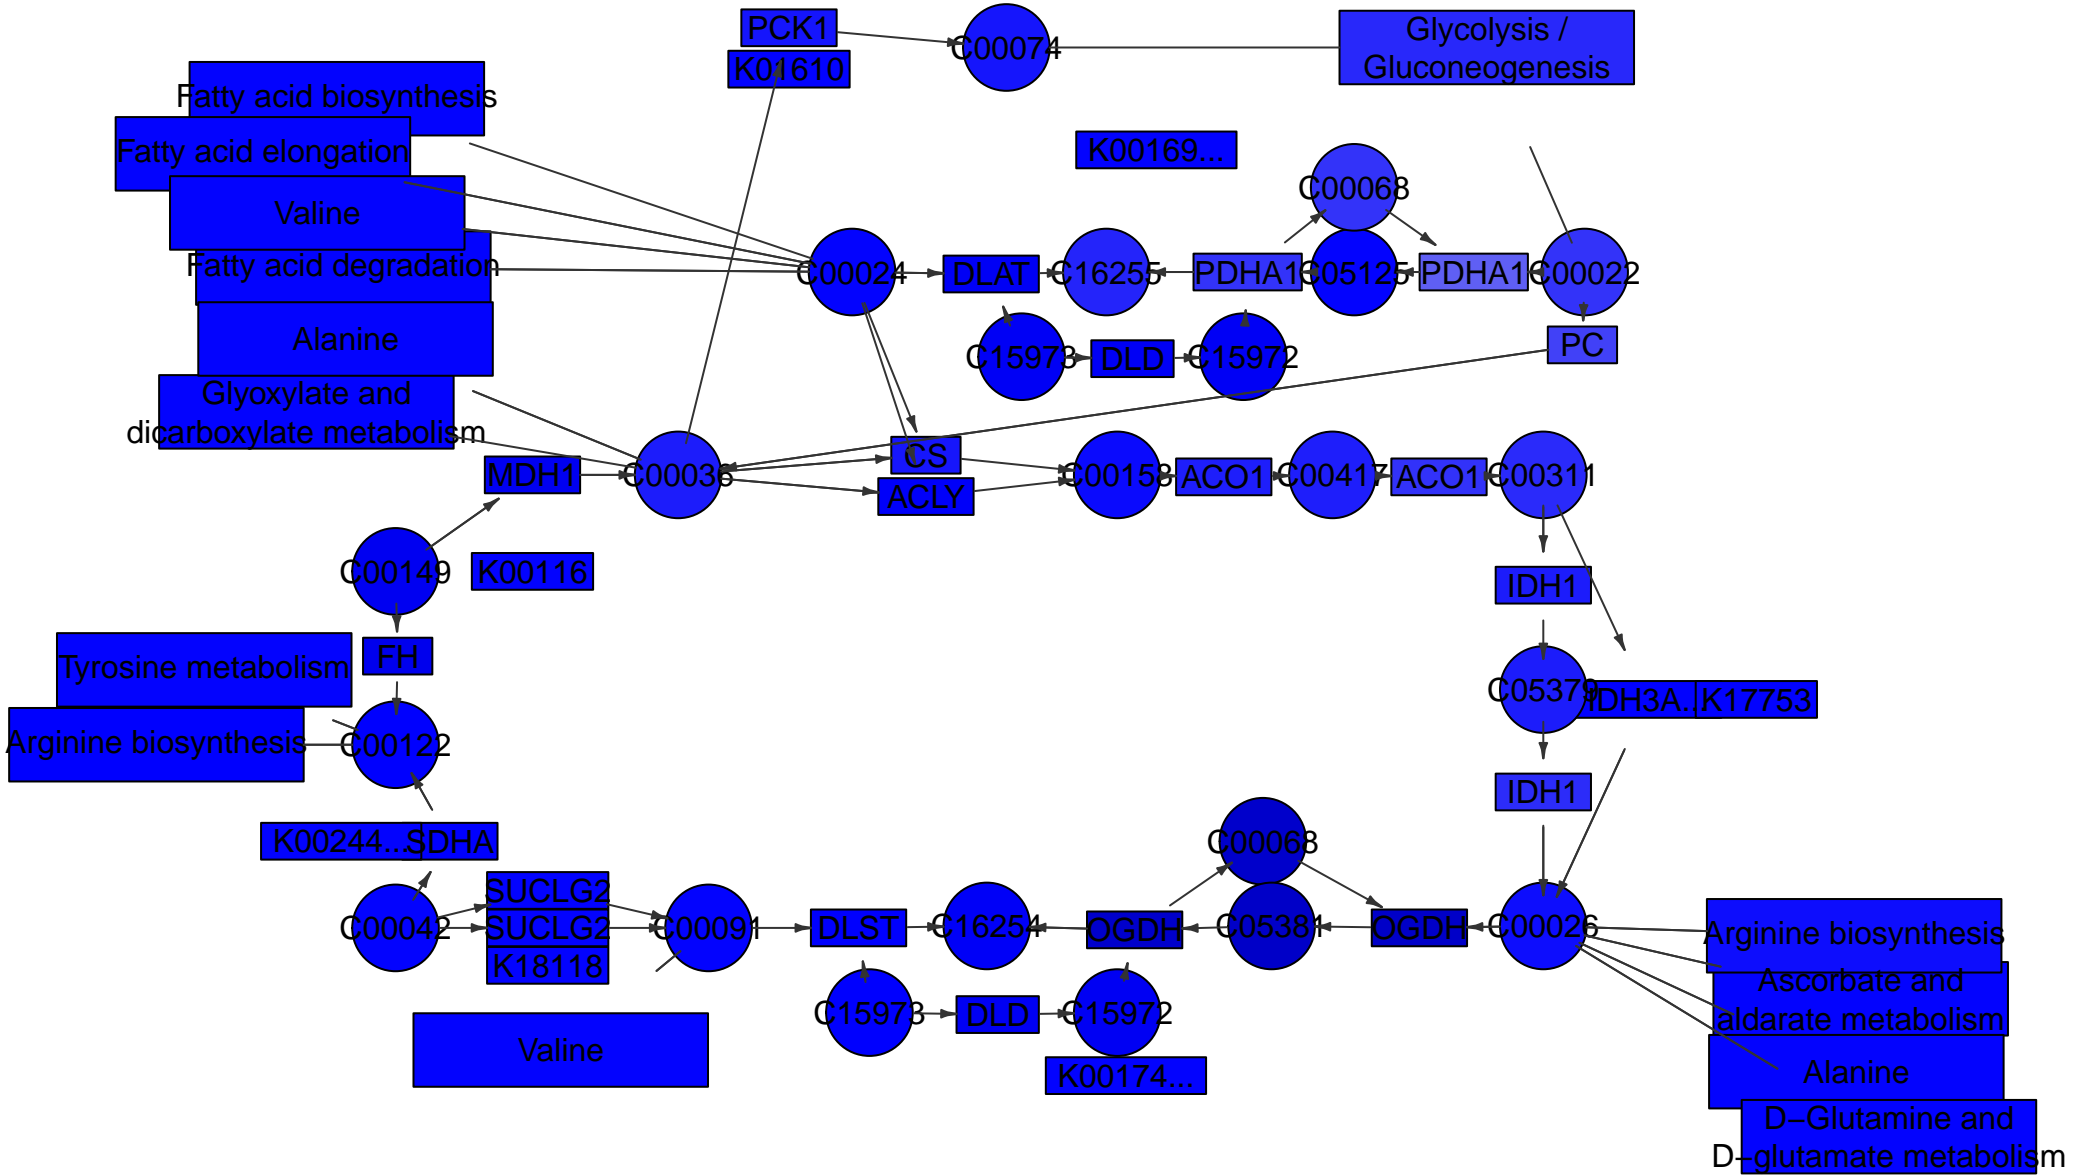 PCK1
K01610
C00074
Glycolysis /
Gluconeogenesis
Fatty acid biosynthesis
Fatty acid elongation
Valine
Fatty acid degradation
Alanine
Glyoxylate and
dicarboxylate metabolism
K00169...
C00068
C00024
DLAT
C16255
PDHA1
C05125
PDHA1
C00022
C15973
DLD
C15972
PC
MDH1
C00036
CS
ACLY
C00158
ACO1
C00417
ACO1
C00311
C00149
K00116
IDH1
FH
Tyrosine metabolism
C05379
IDH3A...
K17753
Arginine biosynthesis
C00122
IDH1
K00244...
SDHA
C00068
C00042
SUCLG2
SUCLG2
K18118
C00091
DLST
C16254
OGDH
C05381
OGDH
C00026
Arginine biosynthesis
Ascorbate and
aldarate metabolism
C15973
DLD
C15972
Valine
K00174...
Alanine
D−Glutamine and
D−glutamate metabolism